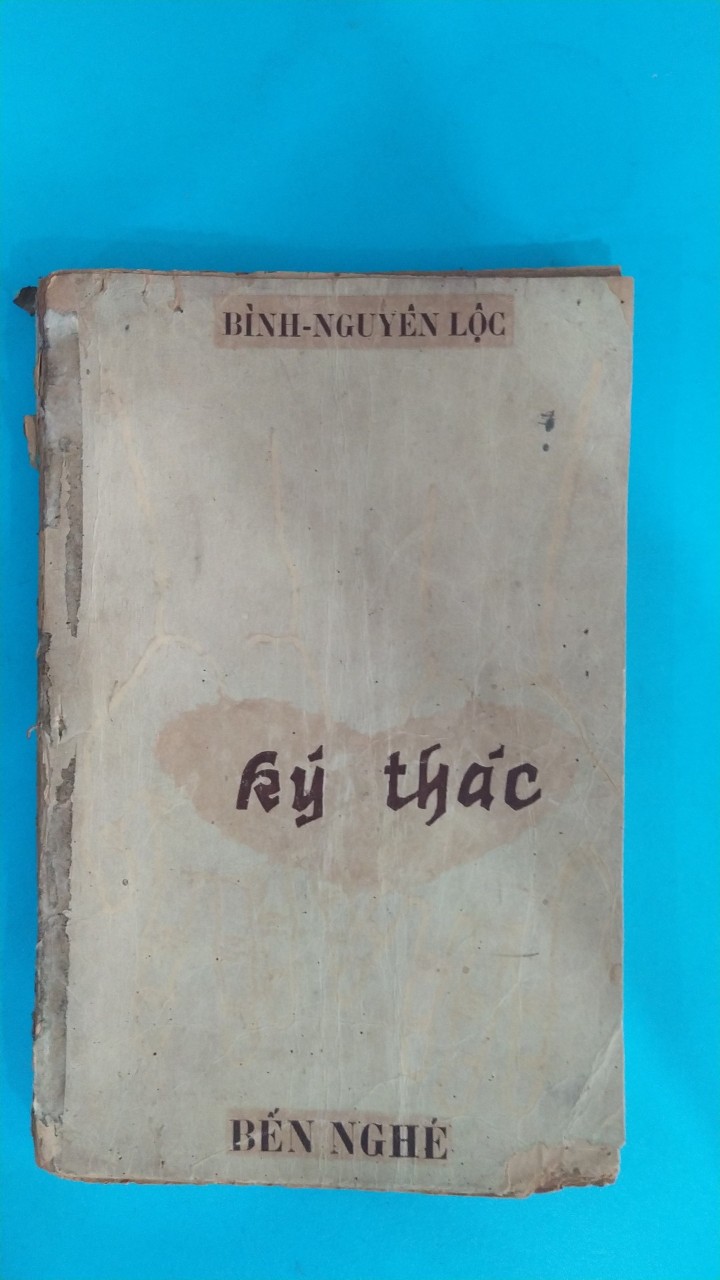 BÌNH-NGUYÊN LỘC
ký thác
BẾN NGHÉ